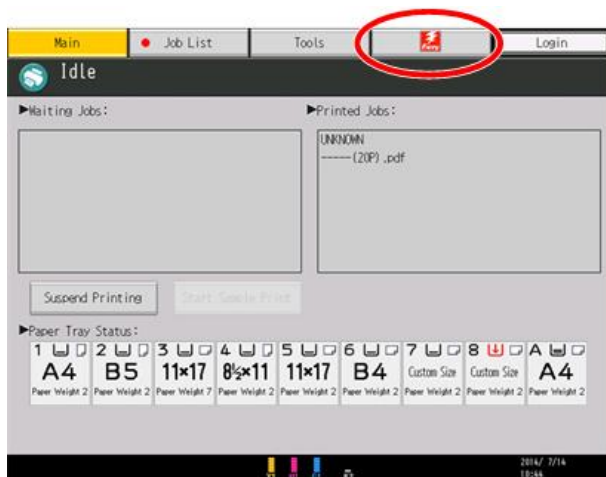 Main
Job List
Tools
Fiery
Login
Idle
►Waiting Jobs:
►Printed Jobs:
UNKNOWN
-----(20P).pdf
Suspend Printing
Start Sample Print
►Paper Tray Status:
1 2 3 4 5 6 7 8 A
A4 B5 11×17 8½×11 11×17 B4 Custom Size Custom Size A4
Paper Weight 2 Paper Weight 2 Paper Weight 7 Paper Weight 2 Paper Weight 2 Paper Weight 2 Paper Weight 2 Paper Weight 2 Paper Weight 2
2014/ 7/14
10:44